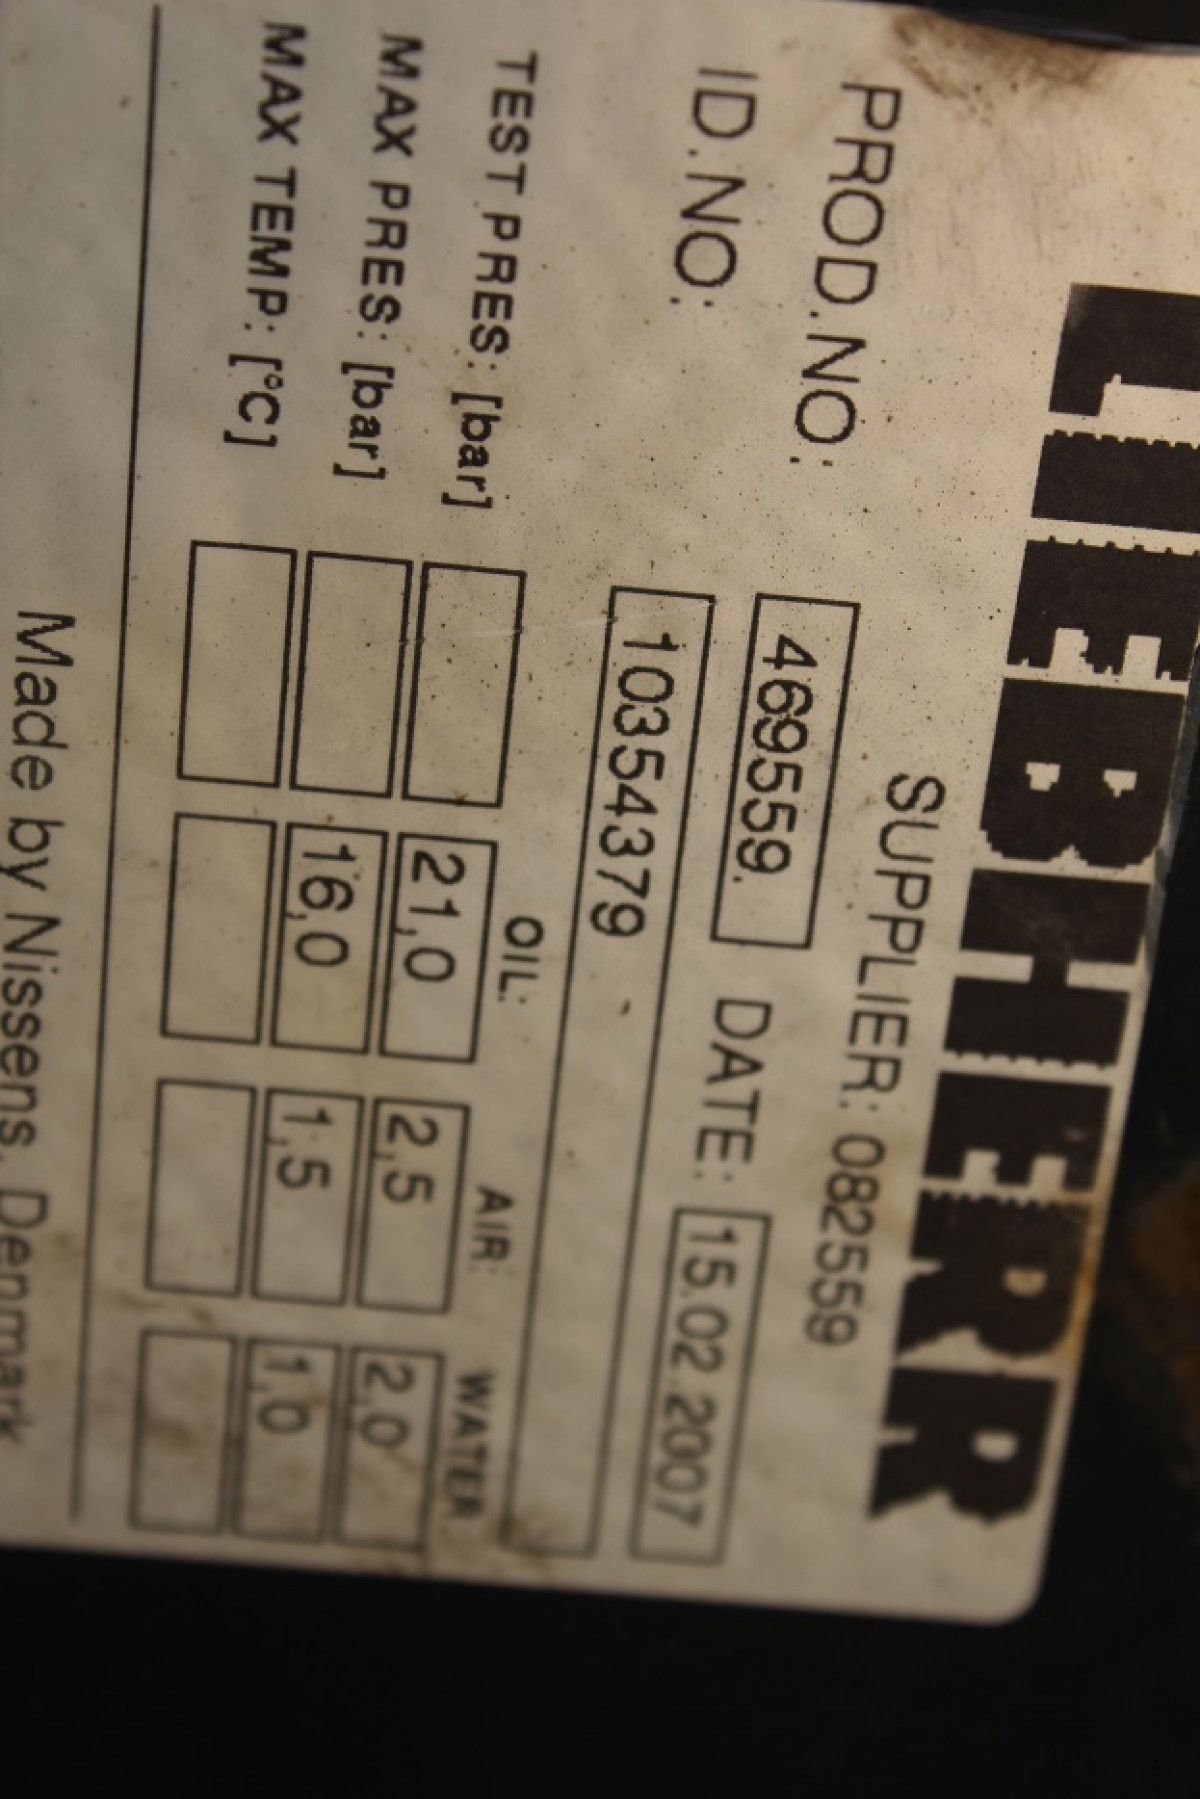 LIEBHERR
SUPPLIER: 082559
PROD.NO: 469559. DATE: 15.02.2007
ID.NO: 10354379
OIL: AIR: WATER
TEST PRES: [bar] 21,0 2,5 2,0
MAX PRES: [bar] 16,0 1,5 1,0
MAX TEMP: [°C]
Made by Nissens, Denmark